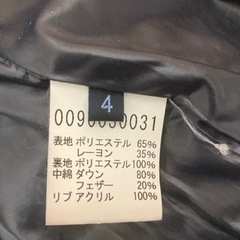 4
0090030031
表地 ポリエステル 65%
レーヨン 35%
裏地 ポリエステル 100%
中綿 ダウン 80%
フェザー 20%
リブ アクリル 100%